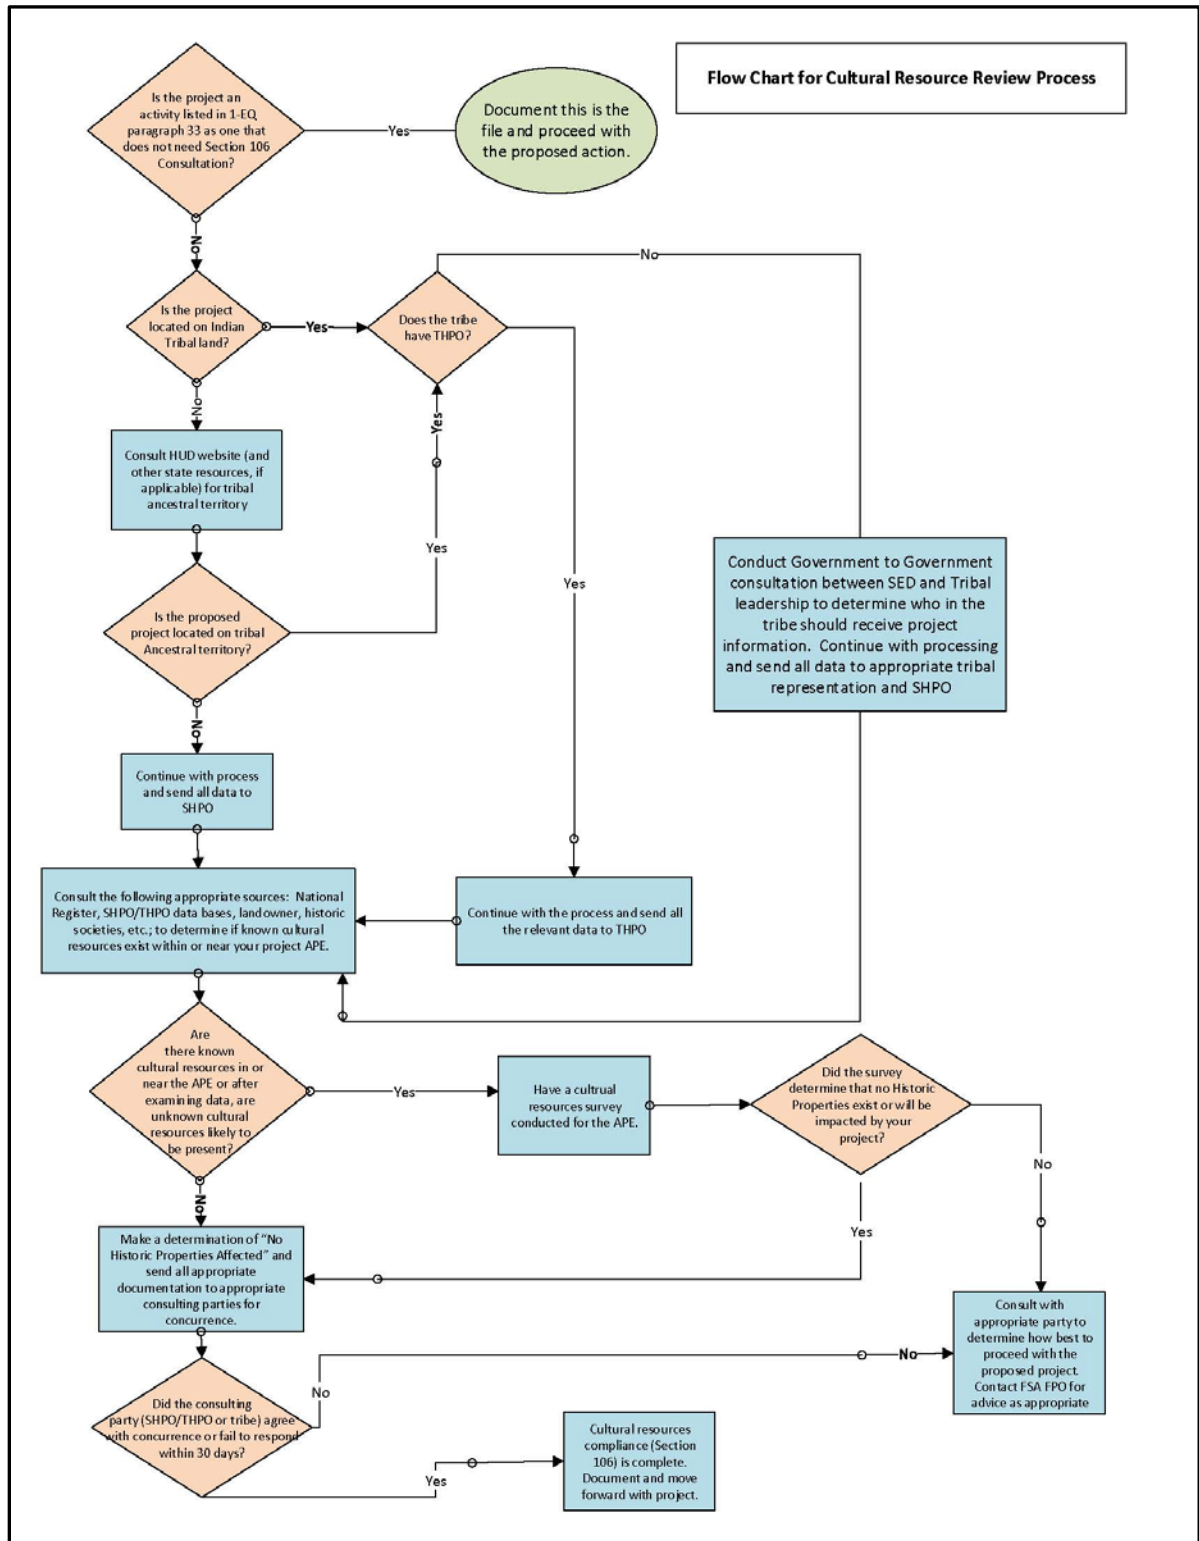 Flow Chart for Cultural Resource Review Process
Is the project an
activity listed in 1-EQ
paragraph 33 as one that
does not need Section 106
Consultation?
Yes
Document this is the
file and proceed with
the proposed action.
No
Is the project
located on Indian
Tribal land?
Yes
Does the tribe
have THPO?
No
No
Yes
Consult HUD website (and
other state resources, if
applicable) for tribal
ancestral territory
Yes
Yes
Conduct Government to Government
consultation between SED and Tribal
leadership to determine who in the
tribe should receive project
information. Continue with processing
and send all data to appropriate tribal
representation and SHPO
Is the proposed
project located on tribal
Ancestral territory?
No
Continue with process
and send all data to
SHPO
Consult the following appropriate sources: National
Register, SHPO/THPO data bases, landowner, historic
societies, etc.; to determine if known cultural
resources exist within or near your project APE.
Continue with the process and send all
the relevant data to THPO
Are
there known
cultural resources in or
near the APE or after
examining data, are
unknown cultural
resources likely to
be present?
Yes
Have a cultrual
resources survey
conducted for the APE.
Did the survey
determine that no Historic
Properties exist or will be
impacted by your
project?
No
Yes
No
Make a determination of "No
Historic Properties Affected" and
send all appropriate
documentation to appropriate
consulting parties for
concurrence.
Consult with
appropriate party to
determine how best to
proceed with the
proposed project.
Contact FSA FPO for
advice as appropriate
No
No
Did the consulting
party (SHPO/THPO or tribe) agree
with concurrence or fail to respond
within 30 days?
Yes
Cultural resources
compliance (Section
106) is complete.
Document and move
forward with project.